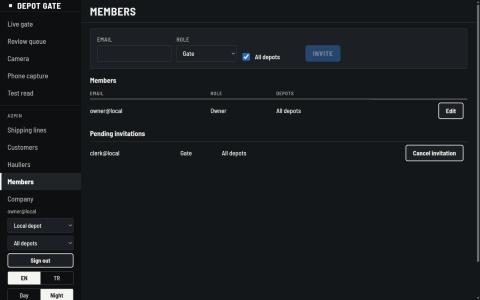 DEPOT GATE
Live gate
Review queue
Camera
Phone capture
Test read
ADMIN
Shipping lines
Customers
Hauliers
Members
Company
owner@local
Local depot
All depots
Sign out
EN TR
Day Night
MEMBERS
EMAIL ROLE
Gate All depots INVITE
Members
EMAIL ROLE DEPOTS
owner@local Owner All depots Edit
Pending invitations
clerk@local Gate All depots Cancel invitation